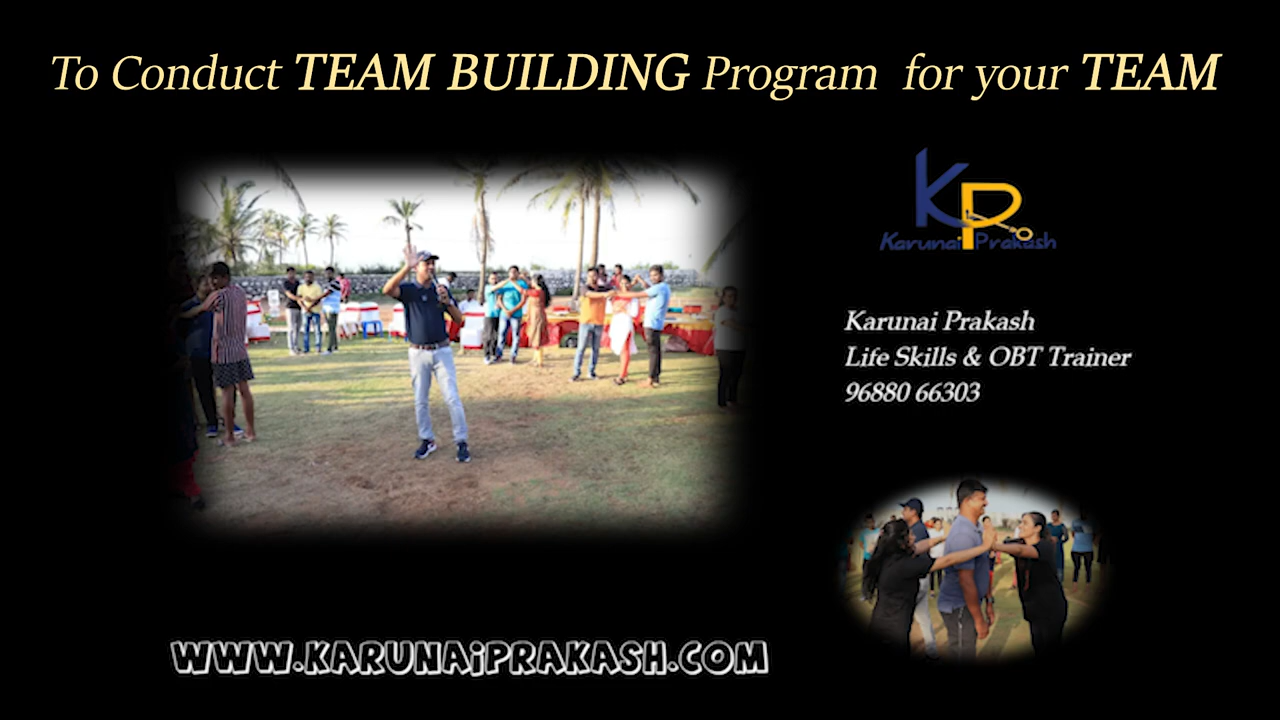 To Conduct TEAM BUILDING Program for your TEAM
KP
Karunai Prakash
Karunai Prakash
Life Skills & OBT Trainer
96880 66303
WWW.KARUNAiPRAKASH.COM